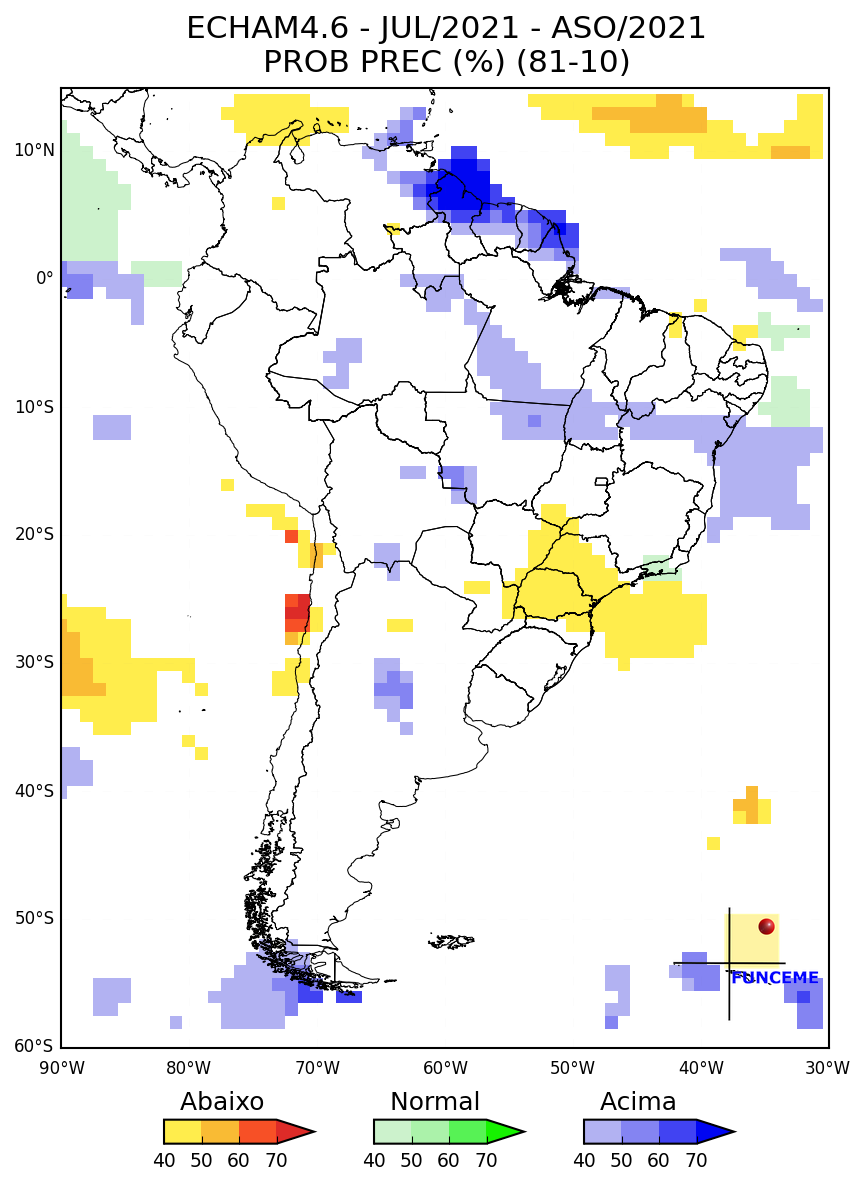 ECHAM4.6 - JUL/2021 - ASO/2021
PROB PREC (%) (81-10)
10°N
0°
10°S
20°S
30°S
40°S
50°S
60°S
90°W 80°W 70°W 60°W 50°W 40°W 30°W
FUNCEME
Abaixo Normal Acima
40 50 60 70 40 50 60 70 40 50 60 70